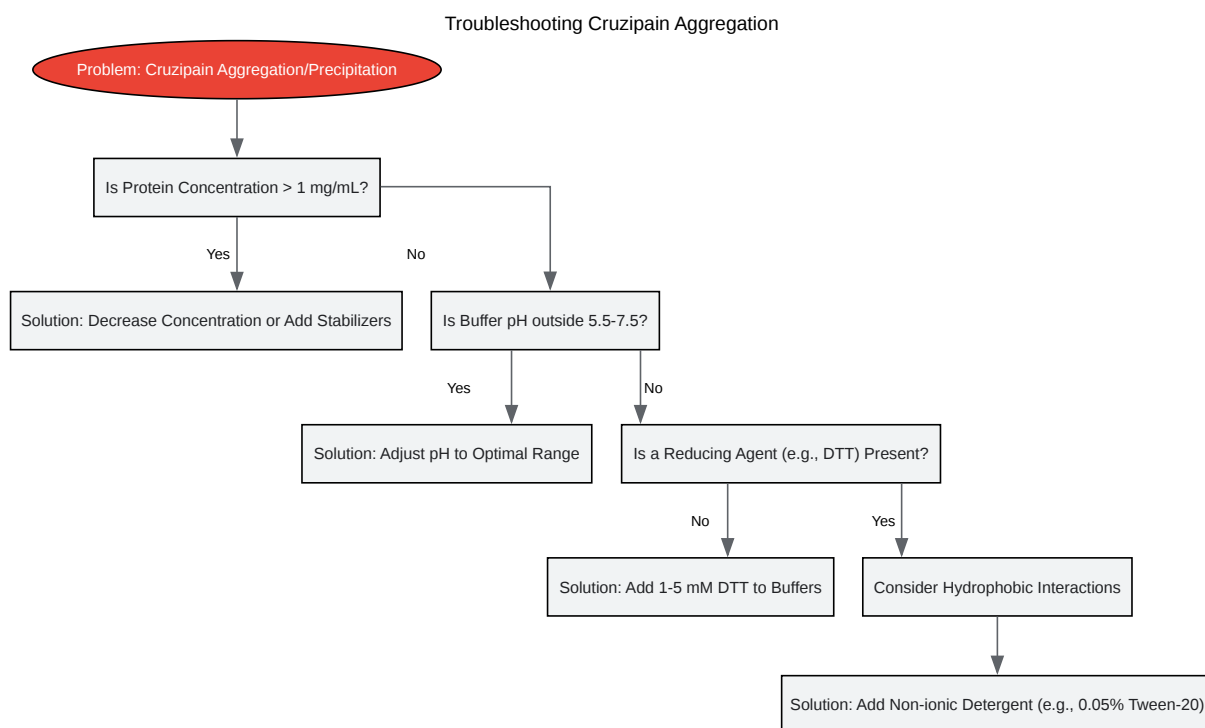 Troubleshooting Cruzipain Aggregation
Problem: Cruzipain Aggregation/Precipitation
Is Protein Concentration > 1 mg/mL?
Yes
No
Solution: Decrease Concentration or Add Stabilizers
Is Buffer pH outside 5.5-7.5?
Yes
No
Solution: Adjust pH to Optimal Range
Is a Reducing Agent (e.g., DTT) Present?
No
Yes
Solution: Add 1-5 mM DTT to Buffers
Consider Hydrophobic Interactions
Solution: Add Non-ionic Detergent (e.g., 0.05% Tween-20)